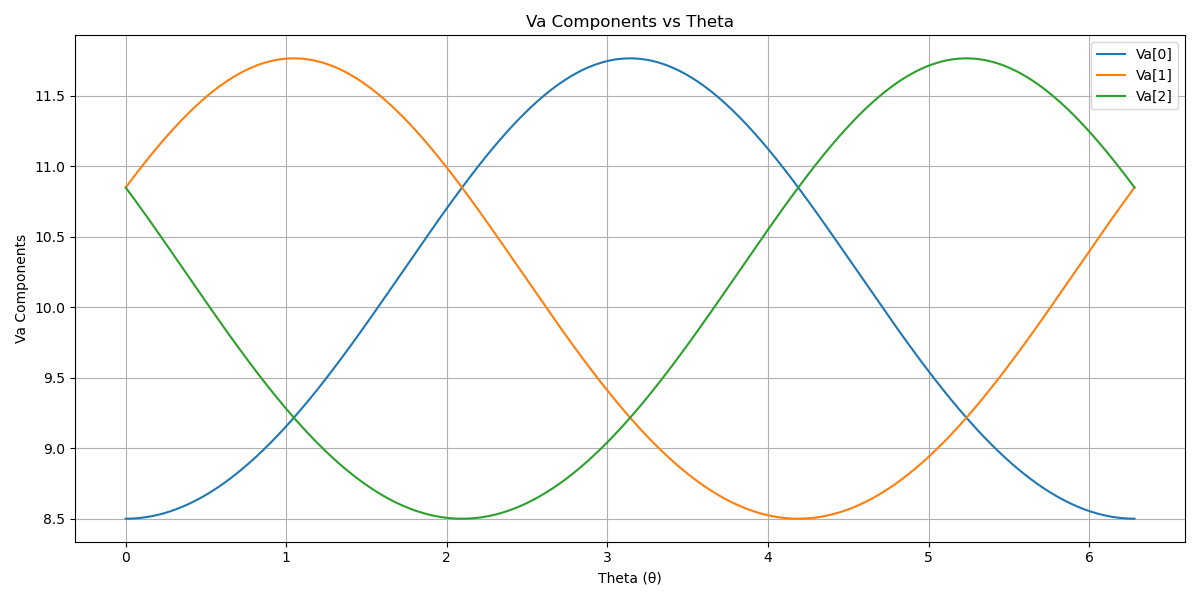 Va Components vs Theta
Va[0]
Va[1]
Va[2]
Va Components
11.5
11.0
10.5
10.0
9.5
9.0
8.5
0 1 2 3 4 5 6
Theta (θ)